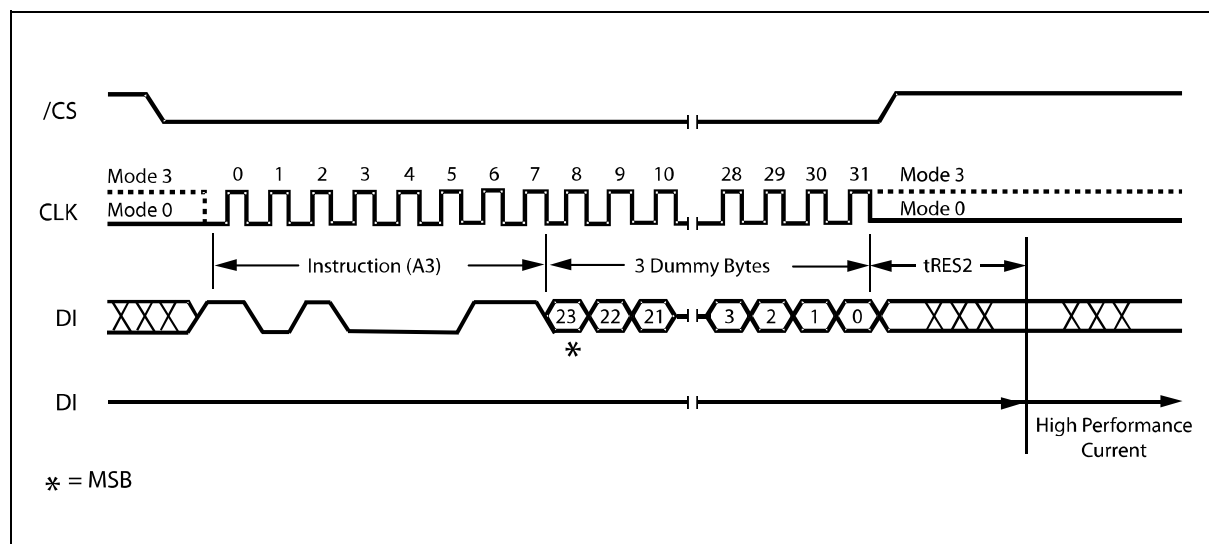 /CS
Mode 3
0 1 2 3 4 5 6 7 8 9 10 28 29 30 31
Mode 3
CLK
Mode 0
Mode 0
Instruction (A3)
3 Dummy Bytes
tRES2
DI
23 22 21 3 2 1 0
*
DI
High Performance
Current
* = MSB